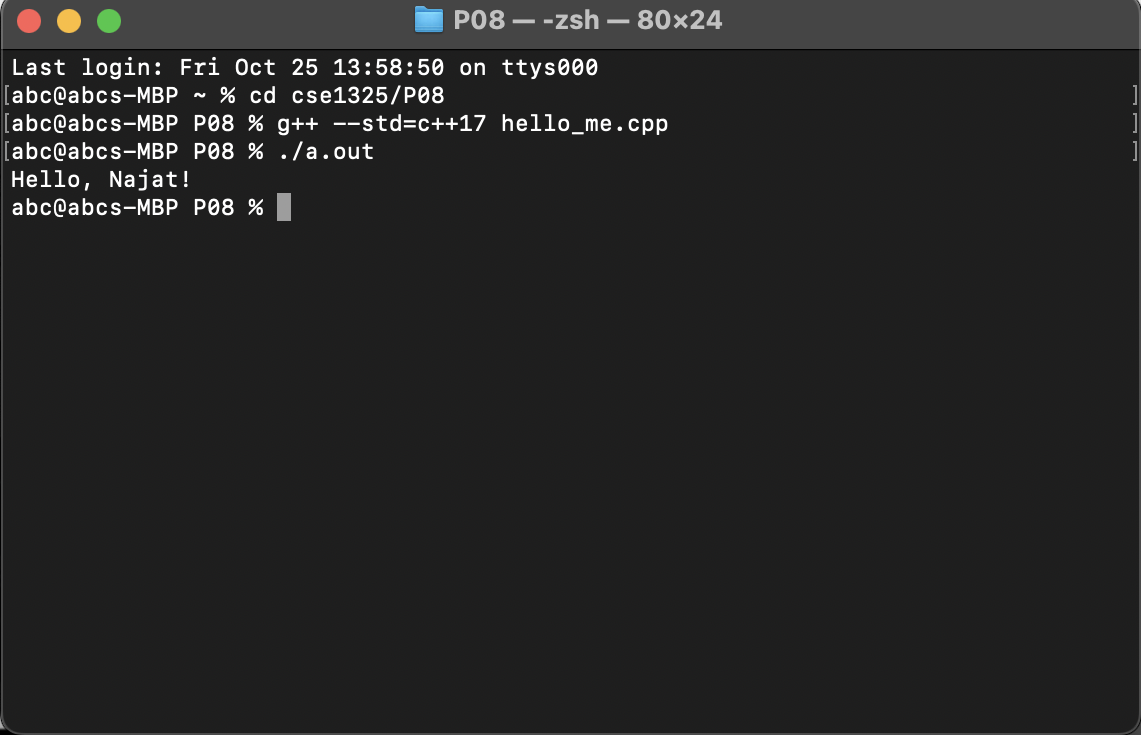 P08 — -zsh — 80×24
Last login: Fri Oct 25 13:58:50 on ttys000
[abc@abcs-MBP ~ % cd cse1325/P08 ]
[abc@abcs-MBP P08 % g++ --std=c++17 hello_me.cpp ]
[abc@abcs-MBP P08 % ./a.out ]
Hello, Najat!
abc@abcs-MBP P08 %